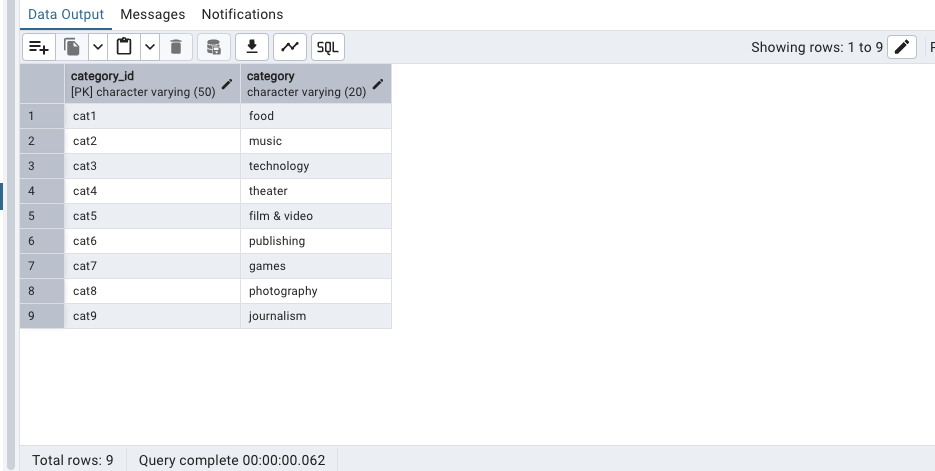 Data Output Messages Notifications
SQL Showing rows: 1 to 9
category_id category
[PK] character varying (50) character varying (20)
1 cat1 food
2 cat2 music
3 cat3 technology
4 cat4 theater
5 cat5 film & video
6 cat6 publishing
7 cat7 games
8 cat8 photography
9 cat9 journalism
Total rows: 9 Query complete 00:00:00.062